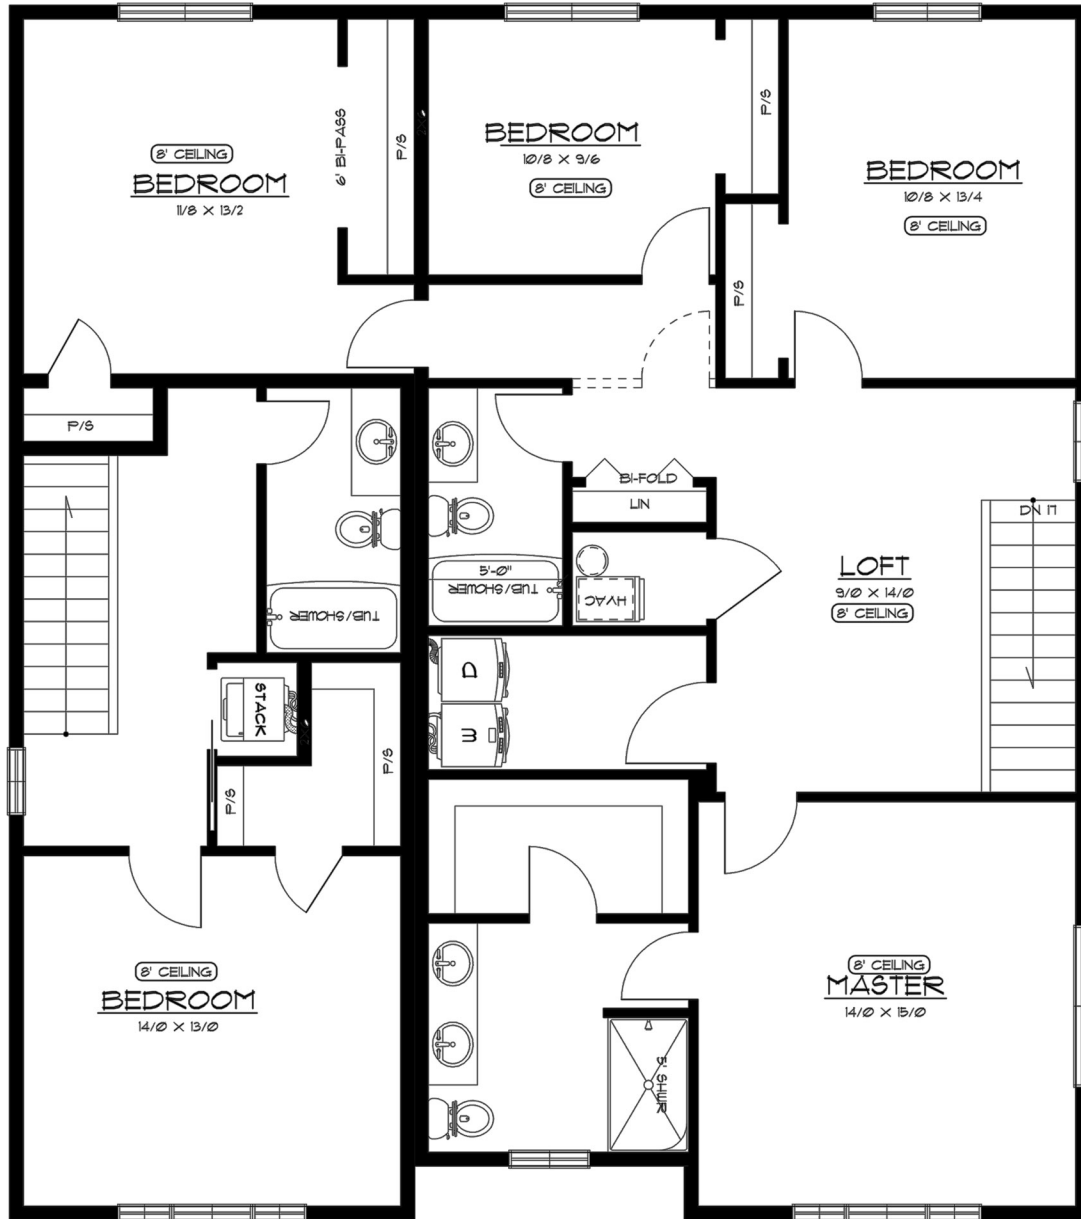 6' BI-PASS
P/S
8' CEILING
BEDROOM
11/8 X 13/2
BEDROOM
10/8 X 9/6
8' CEILING
P/S
BEDROOM
10/8 X 13/4
8' CEILING
P/S
P/S
BI-FOLD
LIN
DN 17
5'-0"
TUB/SHOWER
TUB/SHOWER
HVAC
LOFT
9/0 X 14/0
8' CEILING
D
W
STACK
P/S
P/S
8' CEILING
BEDROOM
14/0 X 13/0
8' CEILING
MASTER
14/0 X 15/0
5' SHWR